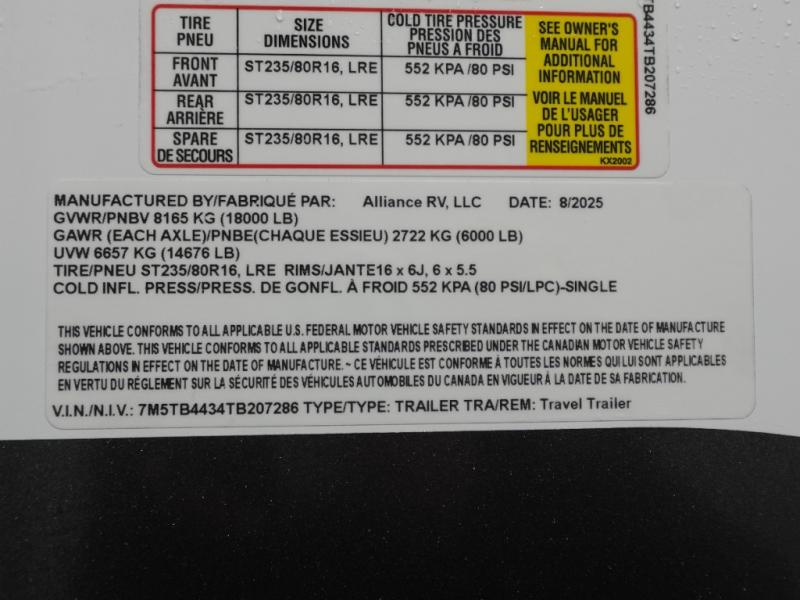 TIRE PNEU SIZE DIMENSIONS COLD TIRE PRESSURE PRESSION DES PNEUS A FROID
FRONT AVANT ST235/80R16, LRE 552 KPA /80 PSI
REAR ARRIÈRE ST235/80R16, LRE 552 KPA /80 PSI
SPARE DE SECOURS ST235/80R16, LRE 552 KPA /80 PSI
SEE OWNER'S
MANUAL FOR
ADDITIONAL
INFORMATION
VOIR LE MANUEL
DE L'USAGER
POUR PLUS DE
RENSEIGNEMENTS
KX2002
TB4434TB207286
MANUFACTURED BY/FABRIQUÉ PAR: Alliance RV, LLC DATE: 8/2025
GVWR/PNBV 8165 KG (18000 LB)
GAWR (EACH AXLE)/PNBE(CHAQUE ESSIEU) 2722 KG (6000 LB)
UVW 6657 KG (14676 LB)
TIRE/PNEU ST235/80R16, LRE RIMS/JANTE16 x 6J, 6 x 5.5
COLD INFL. PRESS/PRESS. DE GONFL. À FROID 552 KPA (80 PSI/LPC)-SINGLE
THIS VEHICLE CONFORMS TO ALL APPLICABLE U.S. FEDERAL MOTOR VEHICLE SAFETY STANDARDS IN EFFECT ON THE DATE OF MANUFACTURE
SHOWN ABOVE. THIS VEHICLE CONFORMS TO ALL APPLICABLE STANDARDS PRESCRIBED UNDER THE CANADIAN MOTOR VEHICLE SAFETY
REGULATIONS IN EFFECT ON THE DATE OF MANUFACTURE. ~ CE VÉHICULE EST CONFORME À TOUTES LES NORMES QUI LUI SONT APPLICABLES
EN VERTU DU RÉGLEMENT SUR LA SÉCURITÉ DES VÉHICULES AUTOMOBILES DU CANADA EN VIGUEUR À LA DATE DE SA FABRICATION.
V.I.N./N.I.V.: 7M5TB4434TB207286 TYPE/TYPE: TRAILER TRA/REM: Travel Trailer